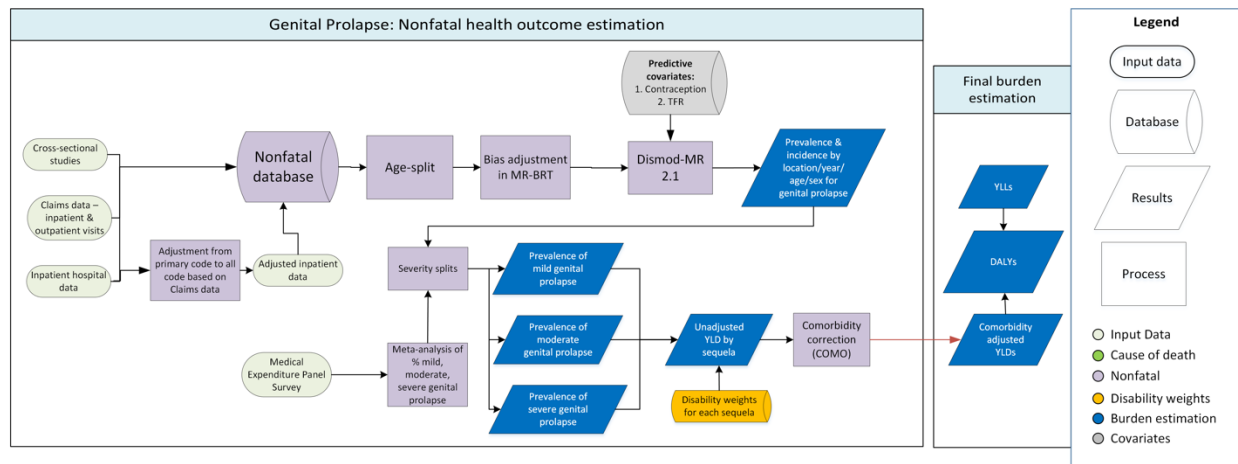 Genital Prolapse: Nonfatal health outcome estimation
Predictive
covariates:
1. Contraception
2. TFR
Cross-sectional
studies
Nonfatal
database
Age-split
Bias adjustment
in MR-BRT
Dismod-MR
2.1
Prevalence &
incidence by
location/year/
age/sex for
genital prolapse
Claims data –
inpatient &
outpatient visits
Inpatient hospital
data
Adjustment from
primary code to all
code based on
Claims data
Adjusted inpatient
data
Severity splits
Prevalence of
mild genital
prolapse
Prevalence of
moderate genital
prolapse
Prevalence of
severe genital
prolapse
Medical
Expenditure Panel
Survey
Meta-analysis of
% mild,
moderate,
severe genital
prolapse
Unadjusted
YLD by
sequela
Disability weights
for each sequela
Comorbidity
correction
(COMO)
Final burden
estimation
YLLs
DALYs
Comorbidity
adjusted
YLDs
Legend
Input data
Database
Results
Process
Input Data
Cause of death
Nonfatal
Disability weights
Burden estimation
Covariates